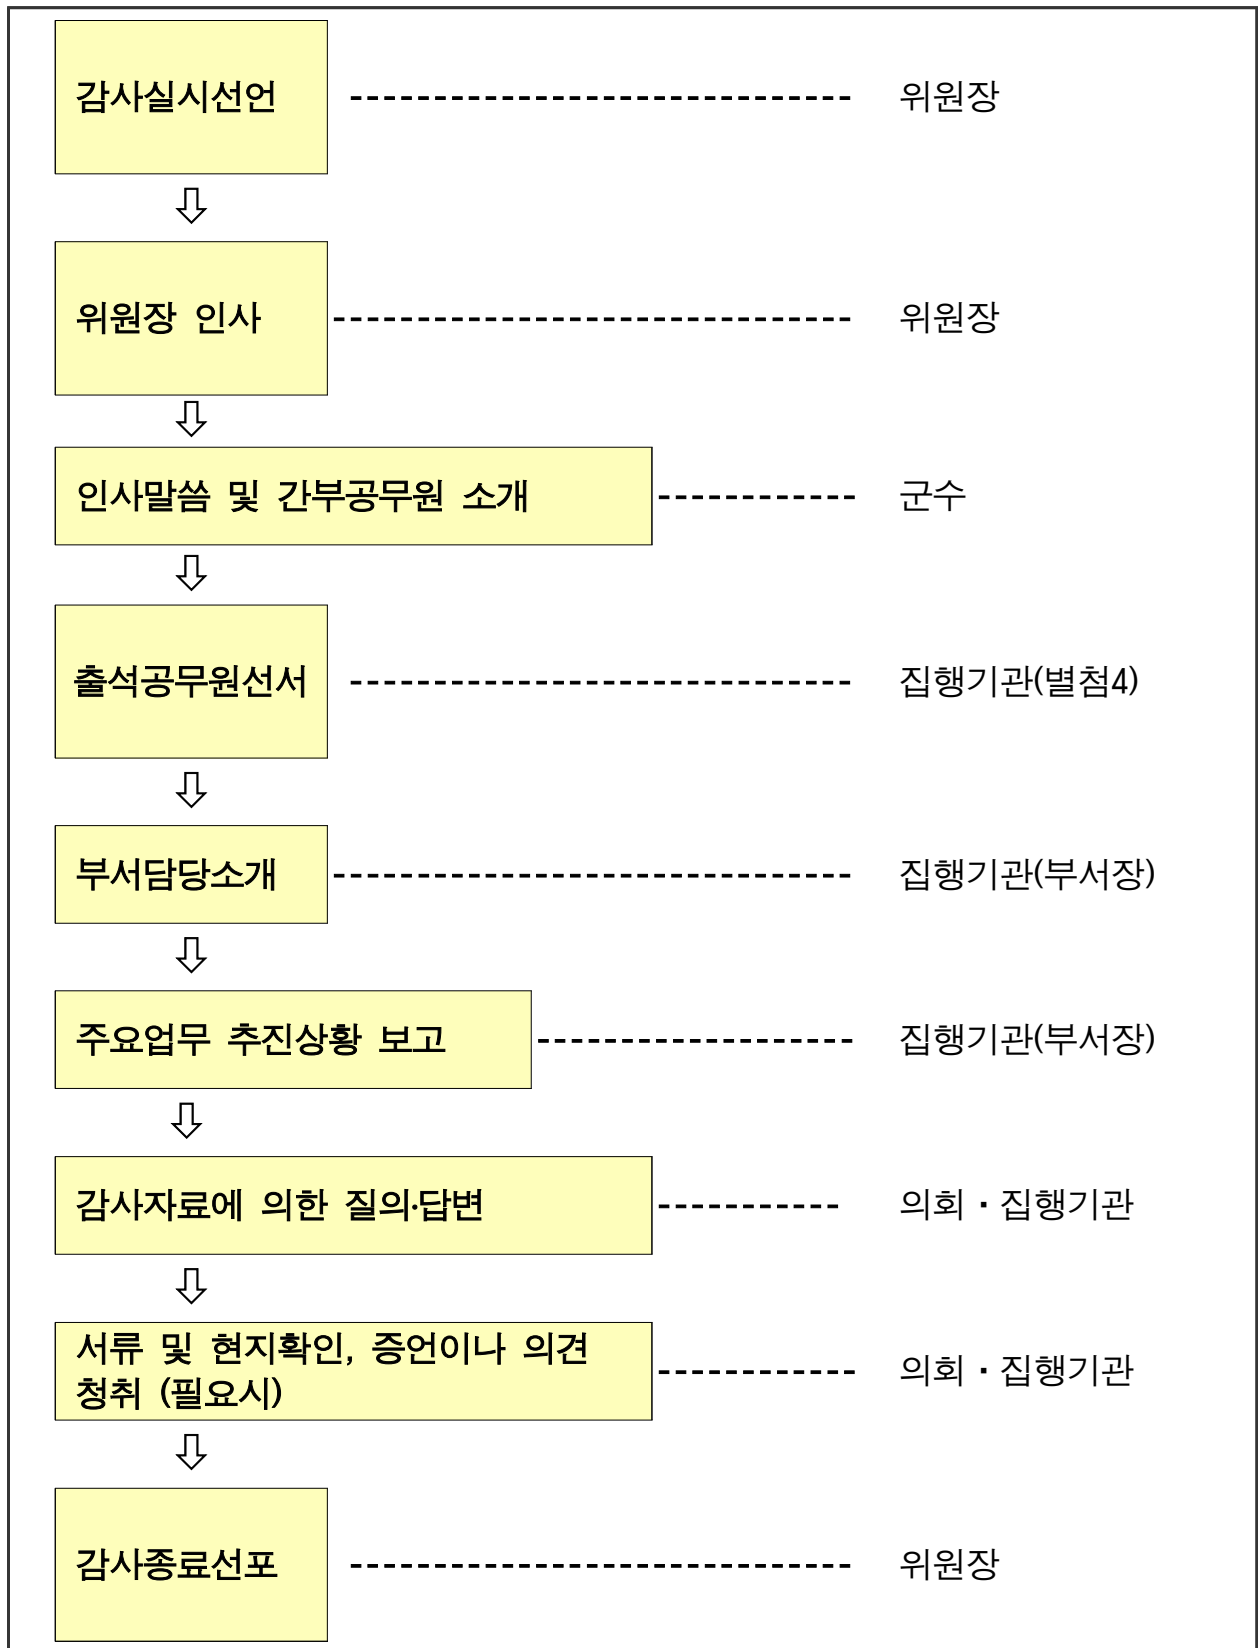 감사실시선언 위원장
위원장 인사 위원장
인사말씀 및 간부공무원 소개 군수
출석공무원선서 집행기관(별첨4)
부서담당소개 집행기관(부서장)
주요업무 추진상황 보고 집행기관(부서장)
감사자료에 의한 질의·답변 의회 · 집행기관
서류 및 현지확인, 증언이나 의견
청취 (필요시) 의회 · 집행기관
감사종료선포 위원장